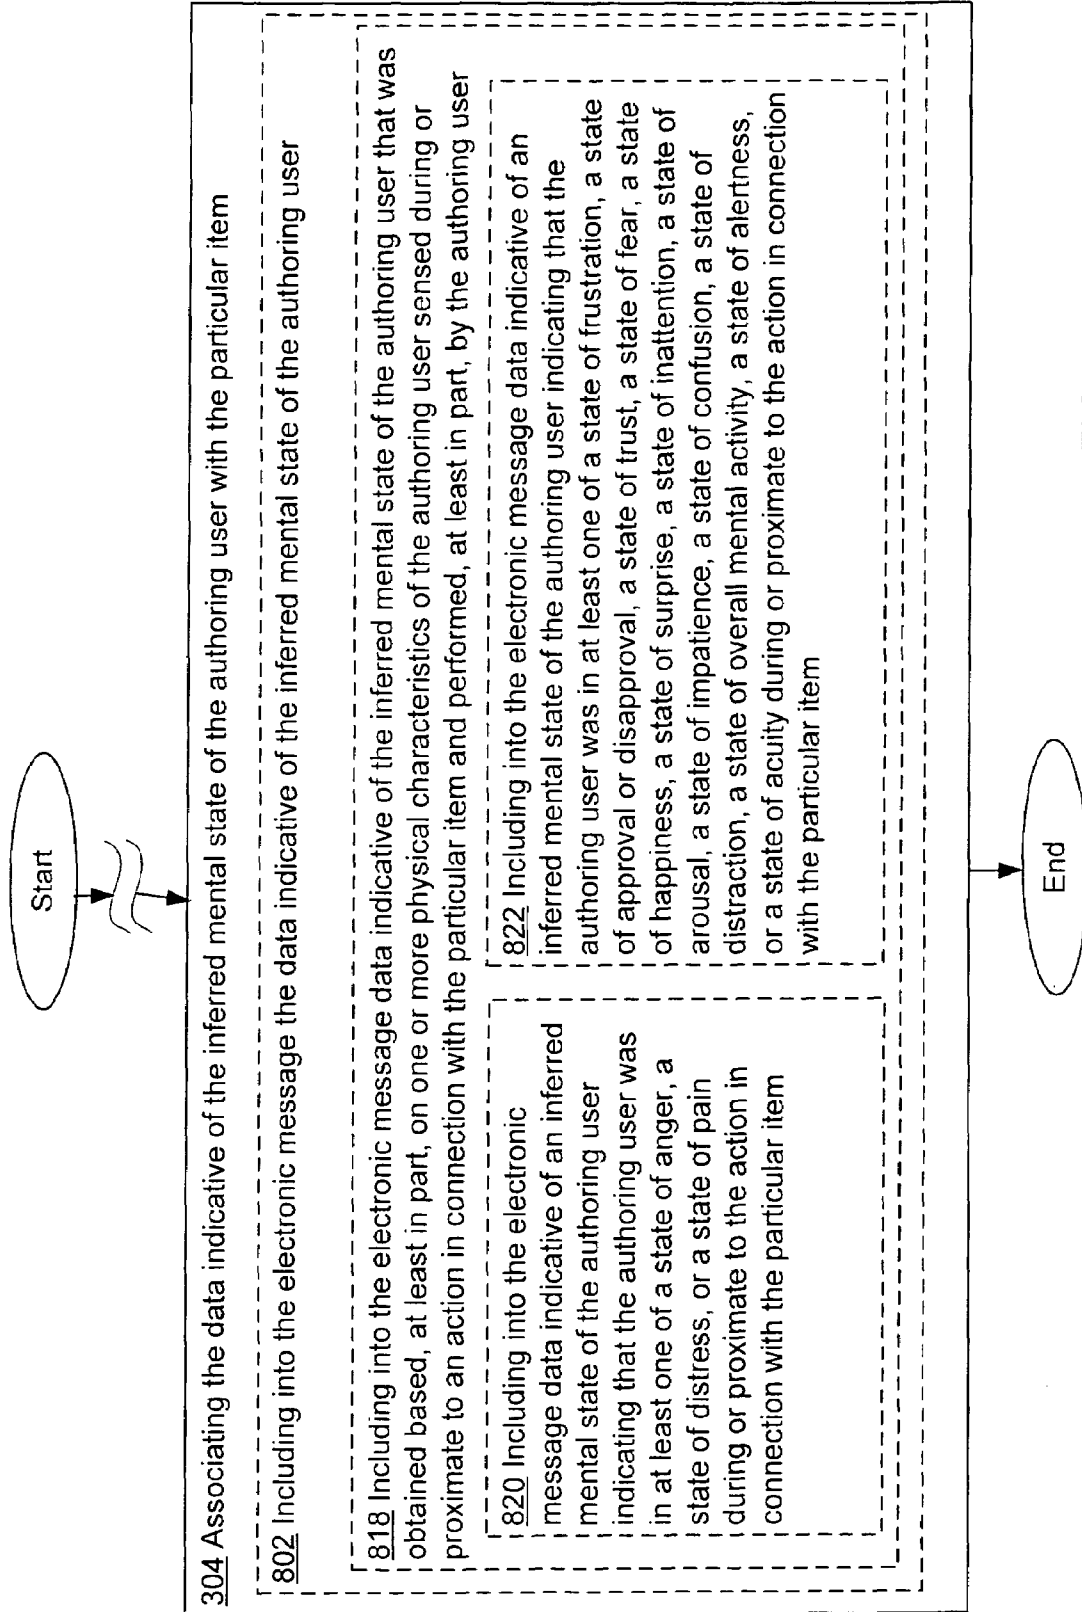 Start
304 Associating the data indicative of the inferred mental state of the authoring user with the particular item
802 Including into the electronic message the data indicative of the inferred mental state of the authoring user
818 Including into the electronic message data indicative of the inferred mental state of the authoring user that was
obtained based, at least in part, on one or more physical characteristics of the authoring user sensed during or
proximate to an action in connection with the particular item and performed, at least in part, by the authoring user
820 Including into the electronic
message data indicative of an inferred
mental state of the authoring user
indicating that the authoring user was
in at least one of a state of anger, a
state of distress, or a state of pain
during or proximate to the action in
connection with the particular item
822 Including into the electronic message data indicative of an
inferred mental state of the authoring user indicating that the
authoring user was in at least one of a state of frustration, a state
of approval or disapproval, a state of trust, a state of fear, a state
of happiness, a state of surprise, a state of inattention, a state of
arousal, a state of impatience, a state of confusion, a state of
distraction, a state of overall mental activity, a state of alertness,
or a state of acuity during or proximate to the action in connection
with the particular item
End